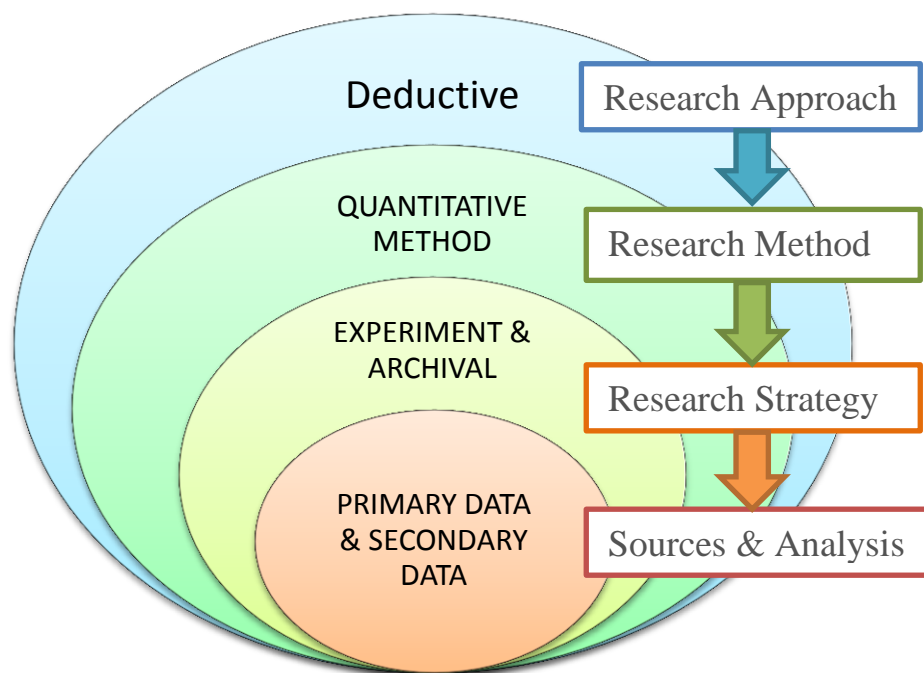 Deductive
Research Approach
QUANTITATIVE
METHOD
Research Method
EXPERIMENT &
ARCHIVAL
Research Strategy
PRIMARY DATA
& SECONDARY
DATA
Sources & Analysis